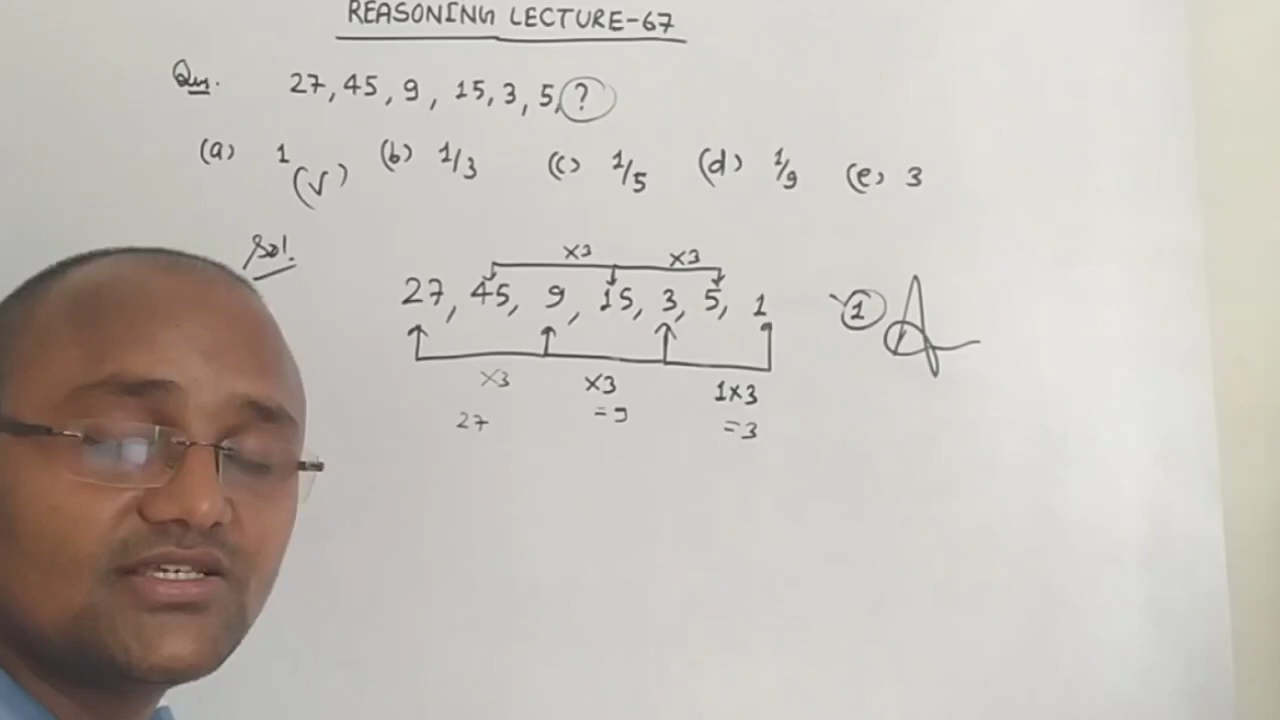 REASONING LECTURE-67
Qus. 27, 45, 9, 15, 3, 5, ?
(a) 1 (b) 1/3 (c) 1/5 (d) 1/9 (e) 3
(√)
Sol.
×3 ×3
27, 45, 9, 15, 3, 5, 1 1 A
×3 ×3 1×3
27 =9 =3